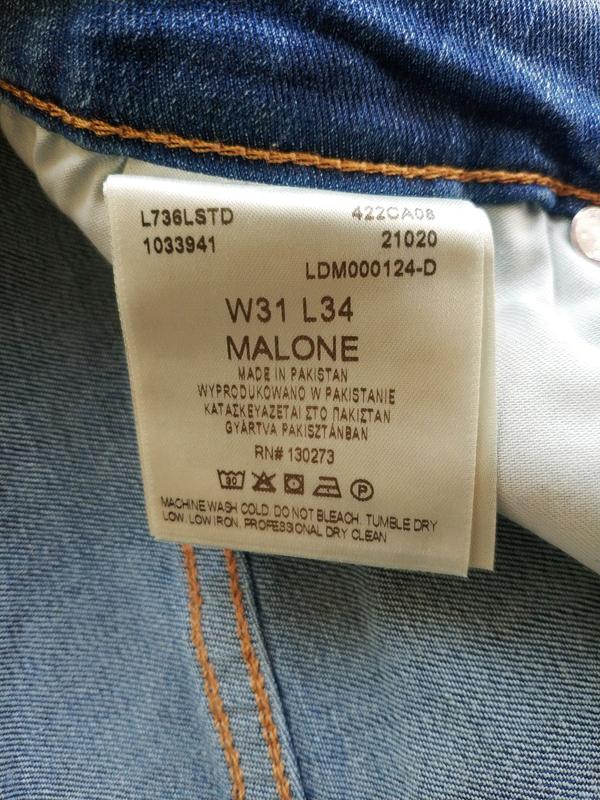 L736LSTD 422CA08
1033941 21020
LDM000124-D
W31 L34
MALONE
MADE IN PAKISTAN
WYPRODUKOWANO W PAKISTANIE
ΚΑΤΑΣΚΕΥΑΖΕΤΑΙ ΣΤΟ ΠΑΚΙΣΤΑΝ
GYÁRTVA PAKISZTÁNBAN
RN# 130273
30 P
MACHINE WASH COLD. DO NOT BLEACH. TUMBLE DRY
LOW. LOW IRON. PROFESSIONAL DRY CLEAN